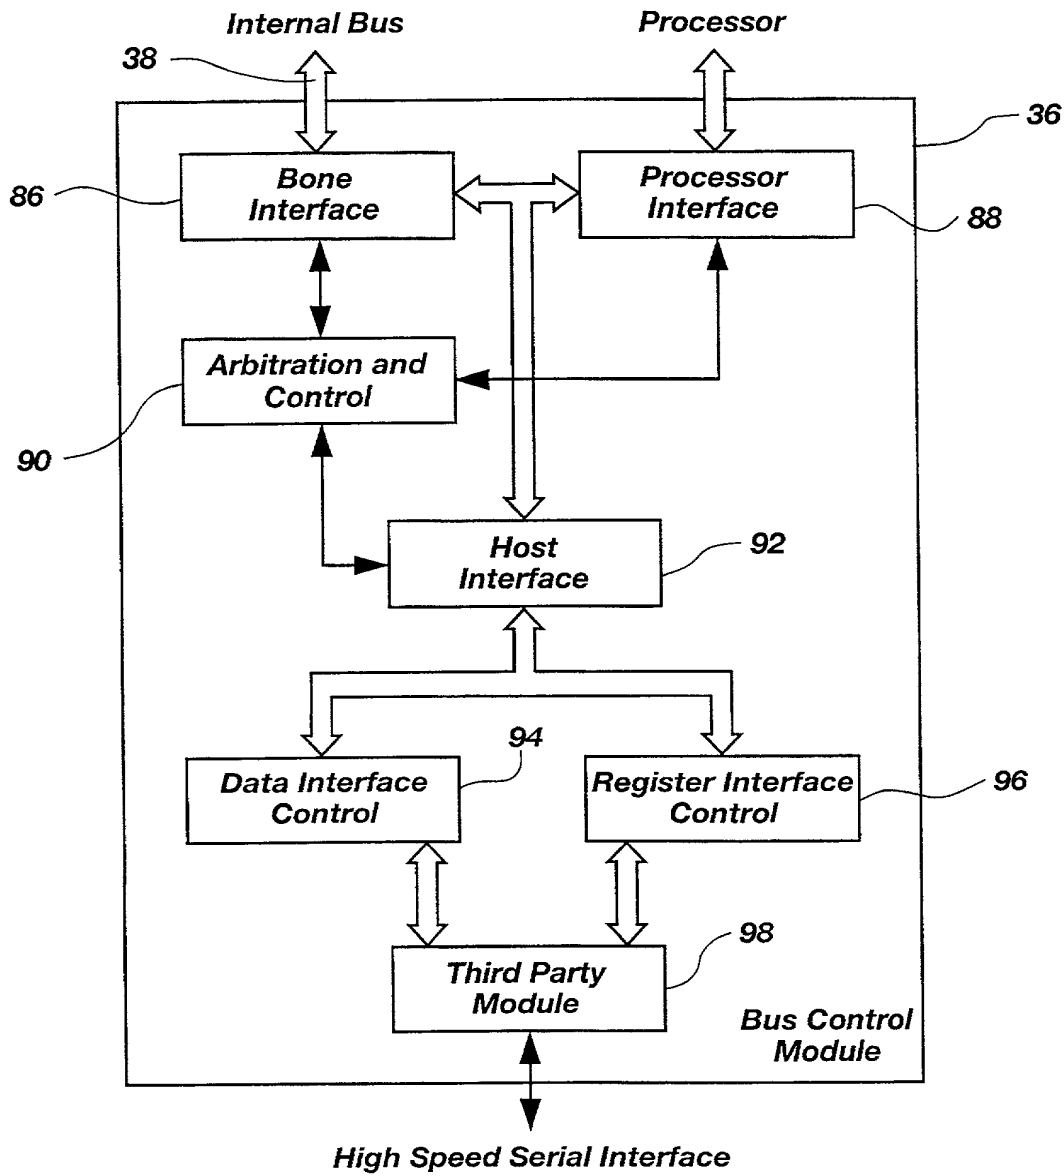 Internal Bus
Processor
38
36
Bone
Interface
Processor
Interface
86
88
Arbitration and
Control
90
Host
Interface
92
94
Data Interface
Control
Register Interface
Control
96
98
Third Party
Module
Bus Control
Module
High Speed Serial Interface